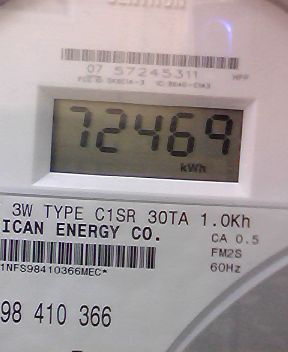 07 57245311
72469
kWh
3W TYPE C1SR 30TA 1.0Kh
ICAN ENERGY CO.
CA 0.5
FM2S
60Hz
1NFS98410366MEC*
98 410 366